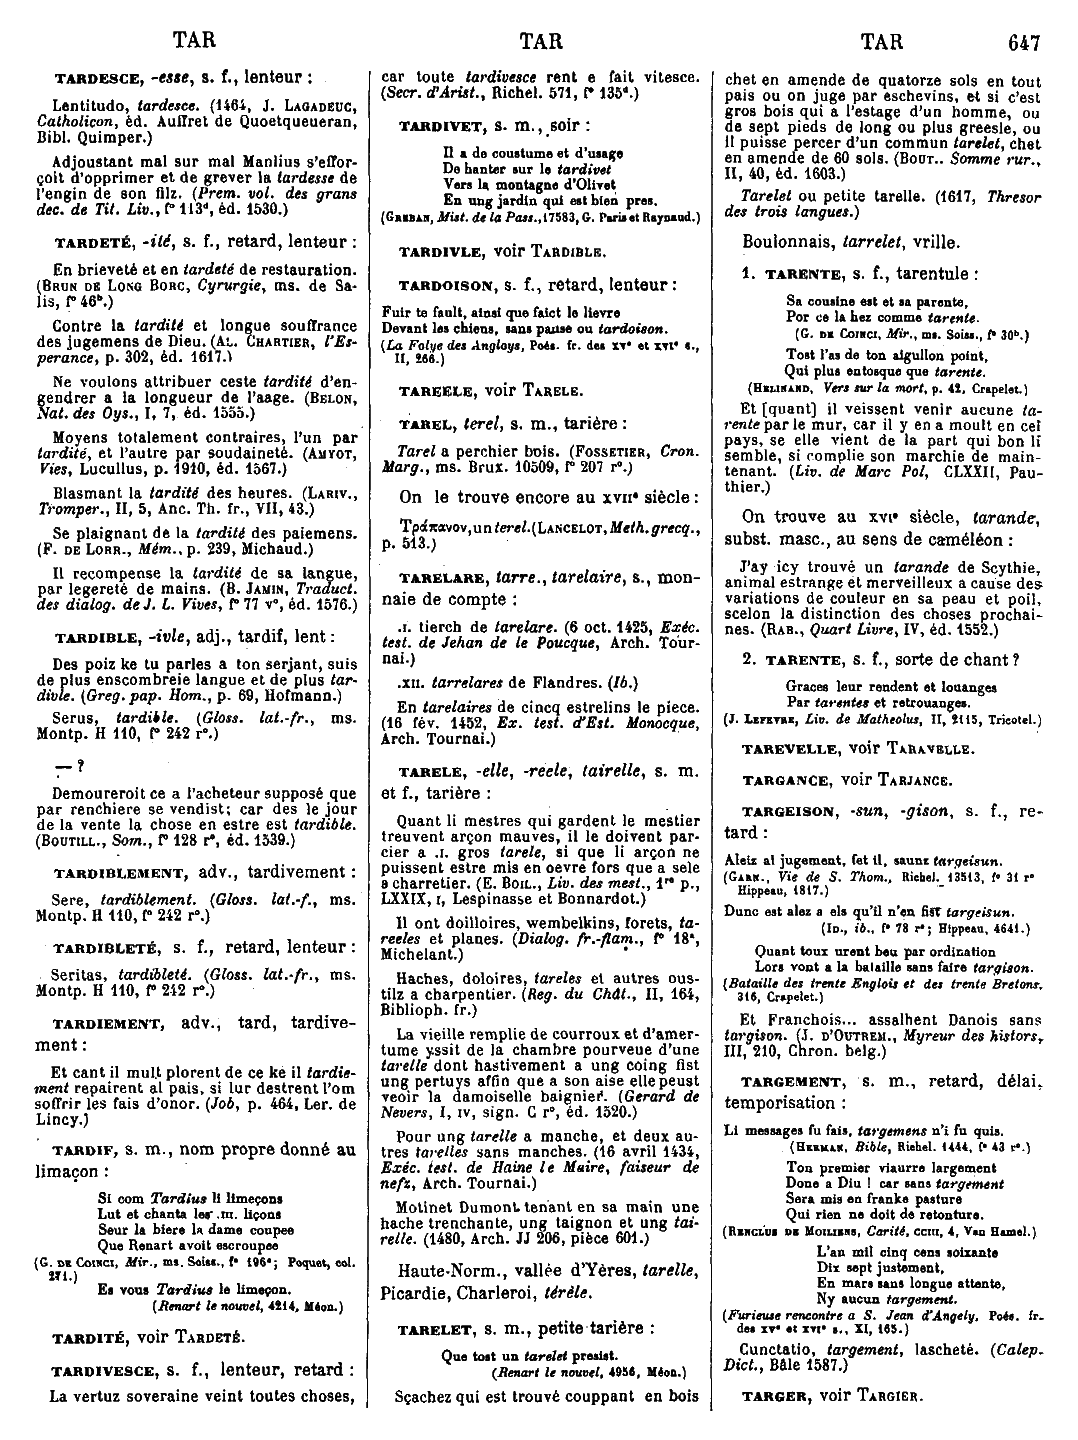 TAR
TAR
TAR 647
TARDESCE, -esse, s. f., lenteur :
Lentitudo, tardesce. (1464, J. LAGADEUC,
Catholicon, éd. Auffret de Quoetqueueran,
Bibl. Quimper.)
Adjoustant mal sur mal Manlius s'effor-
çoit d'opprimer et de grever la tardesse de
l'engin de son filz. (Prem. vol. des grans
dec. de Tit. Liv., f° 113ᵈ, éd. 1530.)
TARDETÉ, -ité, s. f., retard, lenteur :
En brieveté et en tardeté de restauration.
(BRUN DE LONG BORC, Cyrurgie, ms. de Sa-
lis, f° 46ᵇ.)
Contre la tardité et longue souffrance
des jugemens de Dieu. (AL. CHARTIER, l'Es-
perance, p. 302, éd. 1617.)
Ne voulons attribuer ceste tardité d'en-
gendrer a la longueur de l'aage. (BELON,
Nat. des Oys., I, 7, éd. 1555.)
Moyens totalement contraires, l'un par
tardité, et l'autre par soudaineté. (AMYOT,
Vies, Lucullus, p. 1910, éd. 1567.)
Blasmant la tardité des heures. (LARIV.,
Tromper., II, 5, Anc. Th. fr., VII, 43.)
Se plaignant de la tardité des paiemens.
(F. DE LORR., Mém., p. 239, Michaud.)
Il recompense la tardité de sa langue,
par legereté de mains. (B. JAMIN, Traduct.
des dialog. de J. L. Vives, f° 77 v°, éd. 1576.)
TARDIBLE, -ivle, adj., tardif, lent :
Des poiz ke tu parles a ton serjant, suis
de plus enscombreie langue et de plus tar-
divle. (Greg. pap. Hom., p. 69, Hofmann.)
Serus, tardible. (Gloss. lat.-fr., ms.
Montp. H 110, f° 242 r°.)
— ?
Demoureroit ce a l'acheteur supposé que
par renchiere se vendist; car des le jour
de la vente la chose en estre est tardible.
(BOUTILL., Som., f° 128 r°, éd. 1539.)
TARDIBLEMENT, adv., tardivement :
Sere, tardiblement. (Gloss. lat.-f., ms.
Montp. H 110, f° 242 r°.)
TARDIBLETÉ, s. f., retard, lenteur :
Seritas, tardibleté. (Gloss. lat.-fr., ms.
Montp. H 110, f° 242 r°.)
TARDIEMENT, adv., tard, tardive-
ment :
Et cant il mult plorent de ce ke il tardie-
ment repairent al pais, si lur destrent l'om
soffrir les fais d'onor. (Job, p. 464, Ler. de
Lincy.)
TARDIF, s. m., nom propre donné au
limaçon :
Si com Tardius li limeçons
Lut et chanta les .III. liçons
Seur la biere la dame coupee
Que Renart avoit escroupee
(G. DE COINCI, Mir., ms. Soiss., f° 196ᵃ; Poquet, col.
271.)
Es vous Tardius le limeçon.
(Renart le nouvel, 4214, Méon.)
TARDITÉ, voir TARDETÉ.
TARDIVESCE, s. f., lenteur, retard :
La vertuz soveraine veint toutes choses,
car toute tardivesce rent e fait vitesce.
(Secr. d'Arist., Richel. 571, f° 135ᵈ.)
TARDIVET, s. m., soir :
Il a de coustume et d'usage
De hanter sur le tardivet
Vers la montagne d'Olivet
En ung jardin qui est bien pres.
(GREBAN, Mist. de la Pass., 17583, G. Paris et Raynaud.)
TARDIVLE, voir TARDIBLE.
TARDOISON, s. f., retard, lenteur :
Fuir te fault, ainsi que faict le lievre
Devant les chiens, sans pause ou tardoison.
(La Folye des Angloys, Poés. fr. des XVᵉ et XVIᵉ s.,
II, 266.)
TAREELE, voir TARELE.
TAREL, terel, s. m., tarière :
Tarel a perchier bois. (FOSSETIER, Cron.
Marg., ms. Brux. 10509, f° 207 r°.)
On le trouve encore au XVIIᵉ siècle :
Τράπανον, un terel. (LANCELOT, Meth. grecq.,
p. 513.)
TARELARE, tarre., tarelaire, s., mon-
naie de compte :
.I. tierch de tarelare. (6 oct. 1425, Exéc.
test. de Jehan de le Poucque, Arch. Tour-
nai.)
.XII. tarrelares de Flandres. (Ib.)
En tarelaires de cincq estrelins le piece.
(16 fév. 1452, Ex. test. d'Est. Monocque,
Arch. Tournai.)
TARELE, -elle, -reele, tairelle, s. m.
et f., tarière :
Quant li mestres qui gardent le mestier
treuvent arçon mauves, il le doivent par-
cier a .I. gros tarele, si que li arçon ne
puissent estre mis en oevre fors que a sele
a charretier. (E. BOIL., Liv. des mest., 1ʳᵉ p.,
LXXIX, I, Lespinasse et Bonnardot.)
Il ont doilloires, wembelkins, forets, ta-
reeles et planes. (Dialog. fr.-flam., f° 18ᵃ,
Michelant.)
Haches, doloires, tareles et autres ous-
tilz a charpentier. (Reg. du Chât., II, 164,
Biblioph. fr.)
La vieille remplie de courroux et d'amer-
tume yssit de la chambre pourveue d'une
tarelle dont hastivement a ung coing fist
ung pertuys affin que a son aise elle peust
veoir la damoiselle baignier. (Gerard de
Nevers, I, IV, sign. C r°, éd. 1520.)
Pour ung tarelle a manche, et deux au-
tres tarelles sans manches. (16 avril 1434,
Exéc. test. de Haine le Maire, faiseur de
nefz, Arch. Tournai.)
Motinet Dumont tenant en sa main une
hache trenchante, ung taignon et ung tai-
relle. (1480, Arch. JJ 206, pièce 601.)
Haute-Norm., vallée d'Yères, tarelle,
Picardie, Charleroi, térèle.
TARELET, s. m., petite tarière :
Que tost un tarelet presist.
(Renart le nouvel, 4956, Méon.)
Sçachez qui est trouvé couppant en bois
chet en amende de quatorze sols en tout
pais ou on juge par eschevins, et si c'est
gros bois qui a l'estage d'un homme, ou
de sept pieds de long ou plus greesle, ou
il puisse percer d'un commun tarelet, chet
en amende de 60 sols. (BOUT.. Somme rur.,
II, 40, éd. 1603.)
Tarelet ou petite tarelle. (1617, Thresor
des trois langues.)
Boulonnais, tarrelet, vrille.
1. TARENTE, s. f., tarentule :
Sa cousine est et sa parente,
Por ce la hez comme tarente.
(G. DE COINCI, Mir., ms. Soiss., f° 30ᵇ.)
Tost l'as de ton aiguillon point,
Qui plus entosque que tarente.
(HELINAND, Vers sur la mort, p. 42, Crapelet.)
Et [quant] il veissent venir aucune ta-
rente par le mur, car il y en a moult en cel
pays, se elle vient de la part qui bon li
semble, si complie son marchie de main-
tenant. (Liv. de Marc Pol, CLXXII, Pau-
thier.)
On trouve au XVIᵉ siècle, tarande,
subst. masc., au sens de caméléon :
J'ay icy trouvé un tarande de Scythie,
animal estrange et merveilleux a cause des
variations de couleur en sa peau et poil,
scelon la distinction des choses prochai-
nes. (RAB., Quart Livre, IV, éd. 1552.)
2. TARENTE, s. f., sorte de chant ?
Graces leur rendent et louanges
Par tarentes et retrouanges.
(J. LEFEVRE, Liv. de Matheolus, II, 2115, Tricotel.)
TAREVELLE, voir TARAVELLE.
TARGANCE, voir TARJANCE.
TARGEISON, -sun, -gison, s. f., re-
tard :
Aleiz al jugement, fet il, saunz targeisun.
(GARN., Vie de S. Thom., Richel. 13513, f° 31 r°
Hippeau, 1817.)
Dunc est alez a els qu'il n'en fist targeisun.
(ID., ib., f° 78 r°; Hippeau, 4641.)
Quant toux urent beu par ordination
Lors vont a la bataille sans faire targison.
(Bataille des trente Englois et des trente Bretons,
316, Crapelet.)
Et Franchois... assalhent Danois sans
targison. (J. D'OUTREM., Myreur des histors,
III, 210, Chron. belg.)
TARGEMENT, s. m., retard, délai,
temporisation :
Li messages fu fais, targemens n'i fu quis.
(HERMAN, Bible, Richel. 1444, f° 43 r°.)
Ton premier viaurre largement
Done a Diu ! car sans targement
Sera mis en franke pasture
Qui rien ne doit de retonture.
(RENCLUS DE MOILIENS, Carité, CCIII, 4, Van Hamel.)
L'an mil cinq cens soixante
Dix sept justement,
En mars sans longue attente,
Ny aucun targement.
(Furieuse rencontre a S. Jean d'Angely, Poés. fr.
des XVᵉ et XVIᵉ s., XI, 165.)
Cunctatio, targement, lascheté. (Calep.
Dict., Bâle 1587.)
TARGER, voir TARGIER.